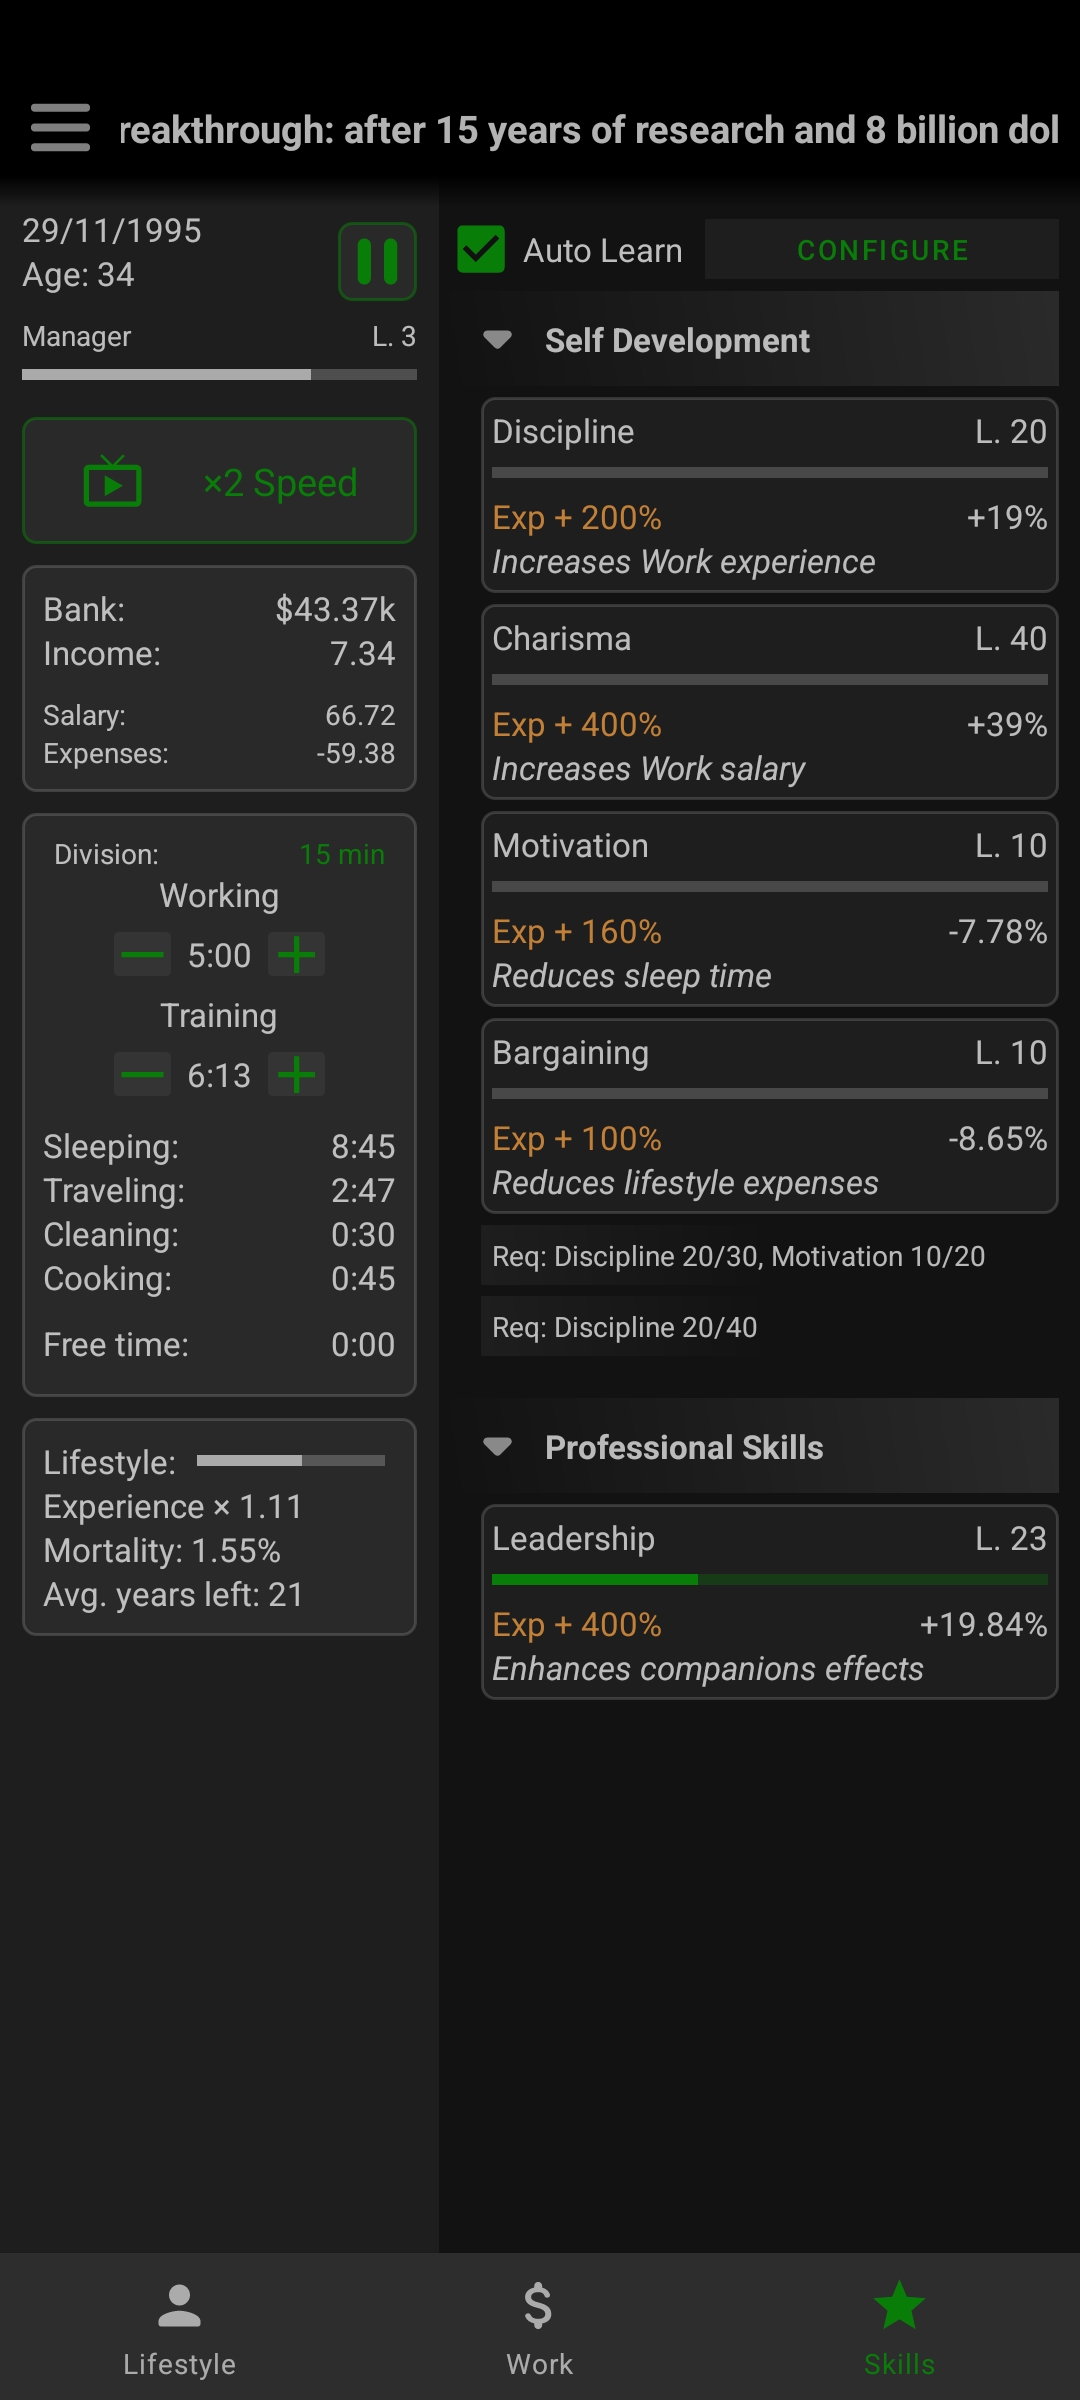 reakthrough: after 15 years of research and 8 billion dol
29/11/1995
Age: 34
Manager L. 3
×2 Speed
Bank: $43.37k
Income: 7.34
Salary: 66.72
Expenses: -59.38
Division: 15 min
Working
5:00
Training
6:13
Sleeping: 8:45
Traveling: 2:47
Cleaning: 0:30
Cooking: 0:45
Free time: 0:00
Lifestyle:
Experience × 1.11
Mortality: 1.55%
Avg. years left: 21
Auto Learn CONFIGURE
Self Development
Discipline L. 20
Exp + 200% +19%
Increases Work experience
Charisma L. 40
Exp + 400% +39%
Increases Work salary
Motivation L. 10
Exp + 160% -7.78%
Reduces sleep time
Bargaining L. 10
Exp + 100% -8.65%
Reduces lifestyle expenses
Req: Discipline 20/30, Motivation 10/20
Req: Discipline 20/40
Professional Skills
Leadership L. 23
Exp + 400% +19.84%
Enhances companions effects
Lifestyle Work Skills